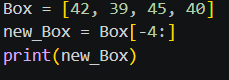 Box = [42, 39, 45, 40]
new_Box = Box[-4:]
print(new_Box)